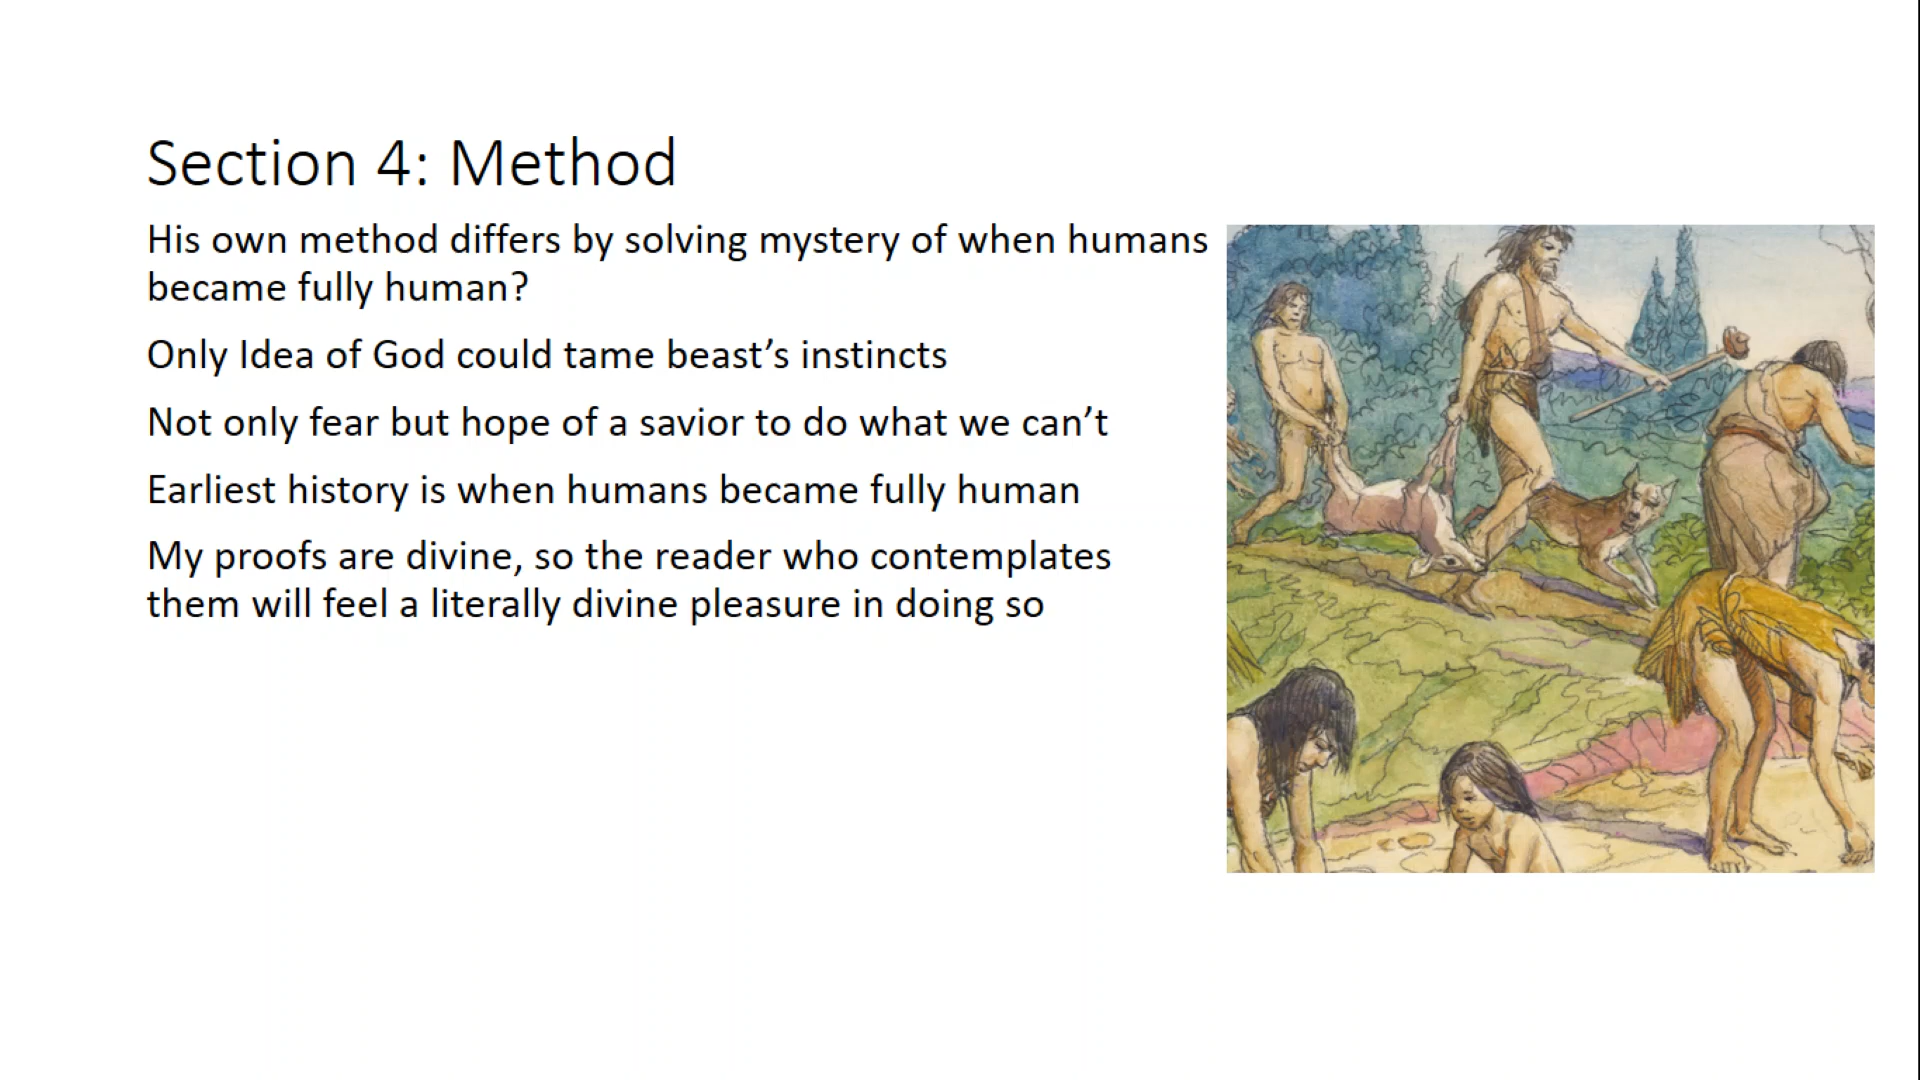 Section 4: Method
His own method differs by solving mystery of when humans
became fully human?
Only Idea of God could tame beast’s instincts
Not only fear but hope of a savior to do what we can’t
Earliest history is when humans became fully human
My proofs are divine, so the reader who contemplates
them will feel a literally divine pleasure in doing so